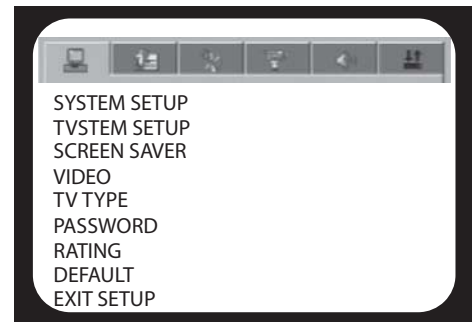 SYSTEM SETUP
TVSTEM SETUP
SCREEN SAVER
VIDEO
TV TYPE
PASSWORD
RATING
DEFAULT
EXIT SETUP